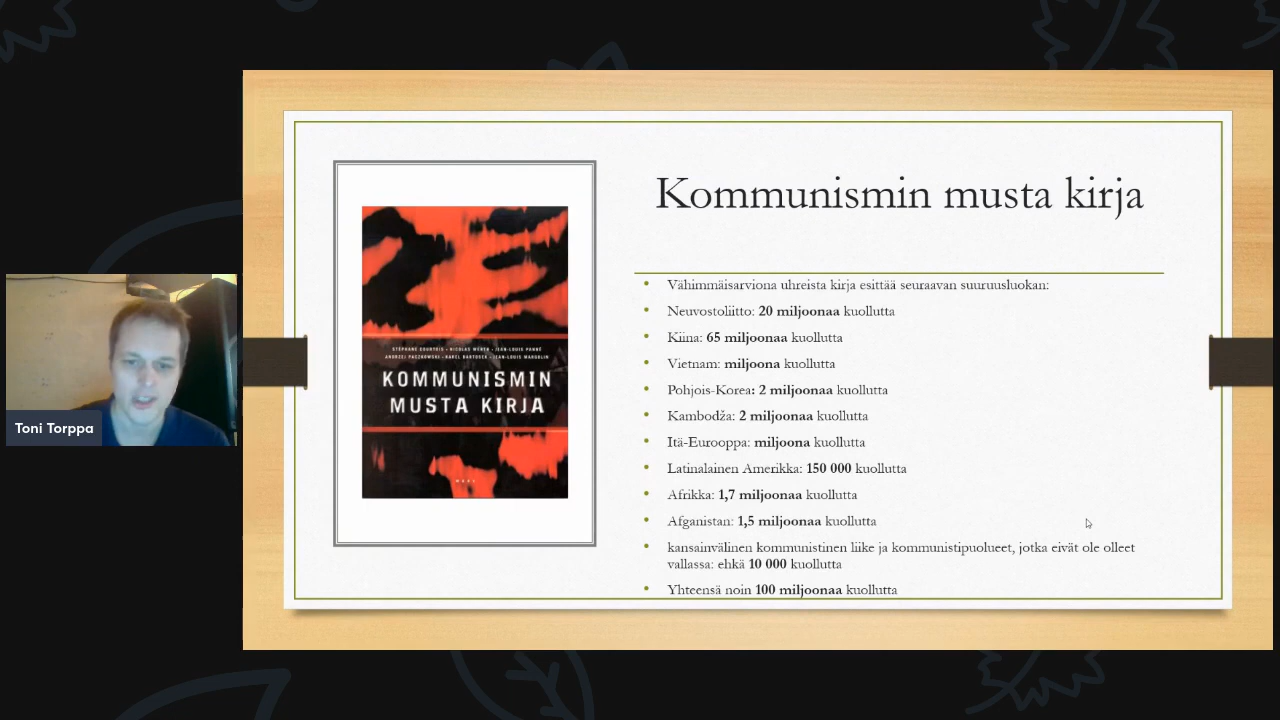 Kommunismin musta kirja
STÉPHANE COURTOIS • NICOLAS WERTH • JEAN-LOUIS PANNÉ
ANDRZEJ PACZKOWSKI • KAREL BARTOSEK • JEAN-LOUIS MARGOLIN
KOMMUNISMIN
MUSTA KIRJA
WSOY
• Vähimmäisarviona uhreista kirja esittää seuraavan suuruusluokan:
• Neuvostoliitto: 20 miljoonaa kuollutta
• Kiina: 65 miljoonaa kuollutta
• Vietnam: miljoona kuollutta
• Pohjois-Korea: 2 miljoonaa kuollutta
• Kambodža: 2 miljoonaa kuollutta
• Itä-Eurooppa: miljoona kuollutta
• Latinalainen Amerikka: 150 000 kuollutta
• Afrikka: 1,7 miljoonaa kuollutta
• Afganistan: 1,5 miljoonaa kuollutta
• kansainvälinen kommunistinen liike ja kommunistipuolueet, jotka eivät ole olleet
vallassa: ehkä 10 000 kuollutta
• Yhteensä noin 100 miljoonaa kuollutta
Toni Torppa